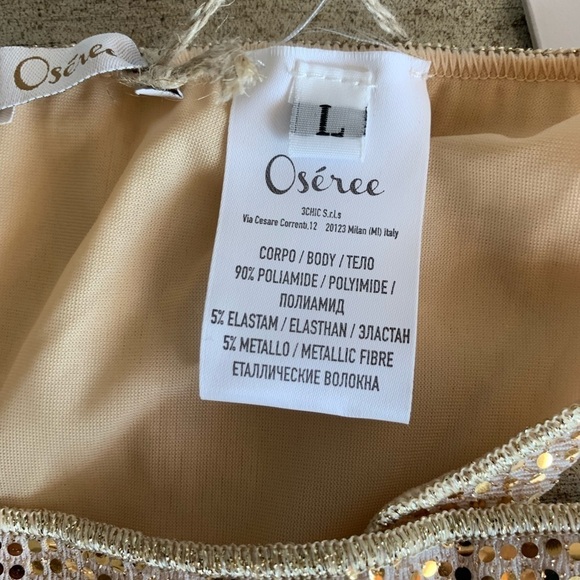 Oséree
L
Oséree
3CHIC S.r.l.s
Via Cesare Correnti,12 20123 Milan (MI) Italy
CORPO / BODY / ТЕЛО
90% POLIAMIDE / POLYIMIDE /
ПОЛИАМИД
5% ELASTAM / ELASTHAN / ЭЛАСТАН
5% METALLO / METALLIC FIBRE
ЕТАЛЛИЧЕСКИЕ ВОЛОКНА